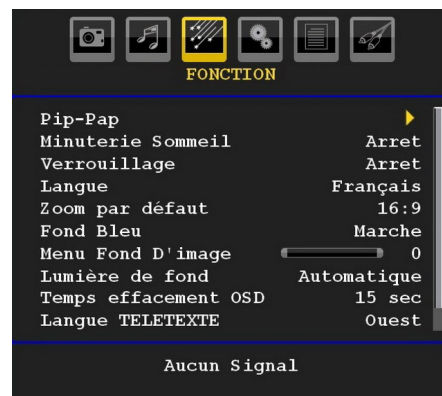 FONCTION
Pip-Pap
Minuterie Sommeil Arret
Verrouillage Arret
Langue Français
Zoom par défaut 16:9
Fond Bleu Marche
Menu Fond D'image 0
Lumière de fond Automatique
Temps effacement OSD 15 sec
Langue TELETEXTE Ouest
Aucun Signal